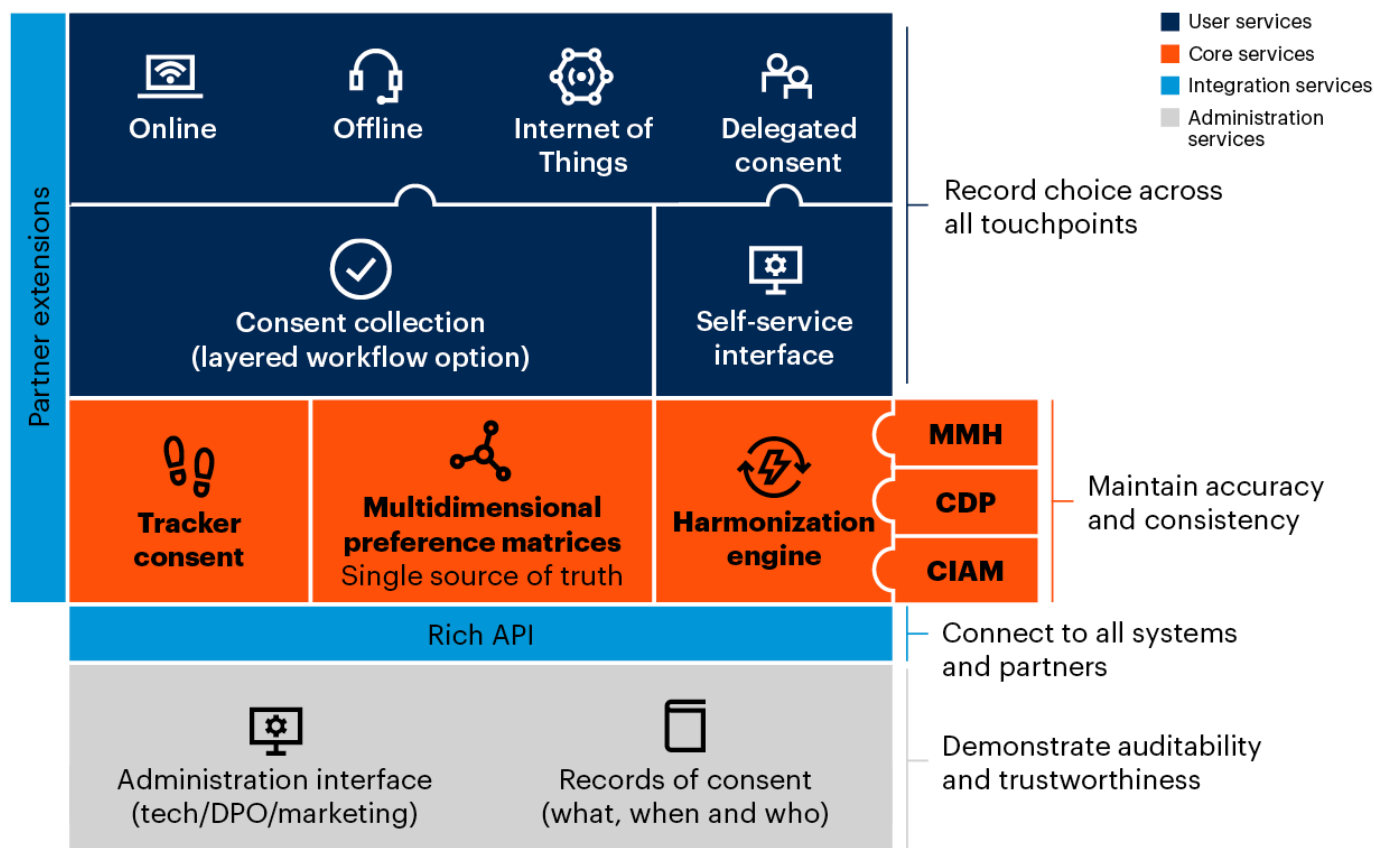 User services
Core services
Integration services
Administration
services
Partner extensions
Online
Offline
Internet of
Things
Delegated
consent
Record choice across
all touchpoints
Consent collection
(layered workflow option)
Self-service
interface
Tracker
consent
Multidimensional
preference matrices
Single source of truth
Harmonization
engine
MMH
CDP
CIAM
Maintain accuracy
and consistency
Rich API
Connect to all systems
and partners
Administration interface
(tech/DPO/marketing)
Records of consent
(what, when and who)
Demonstrate auditability
and trustworthiness